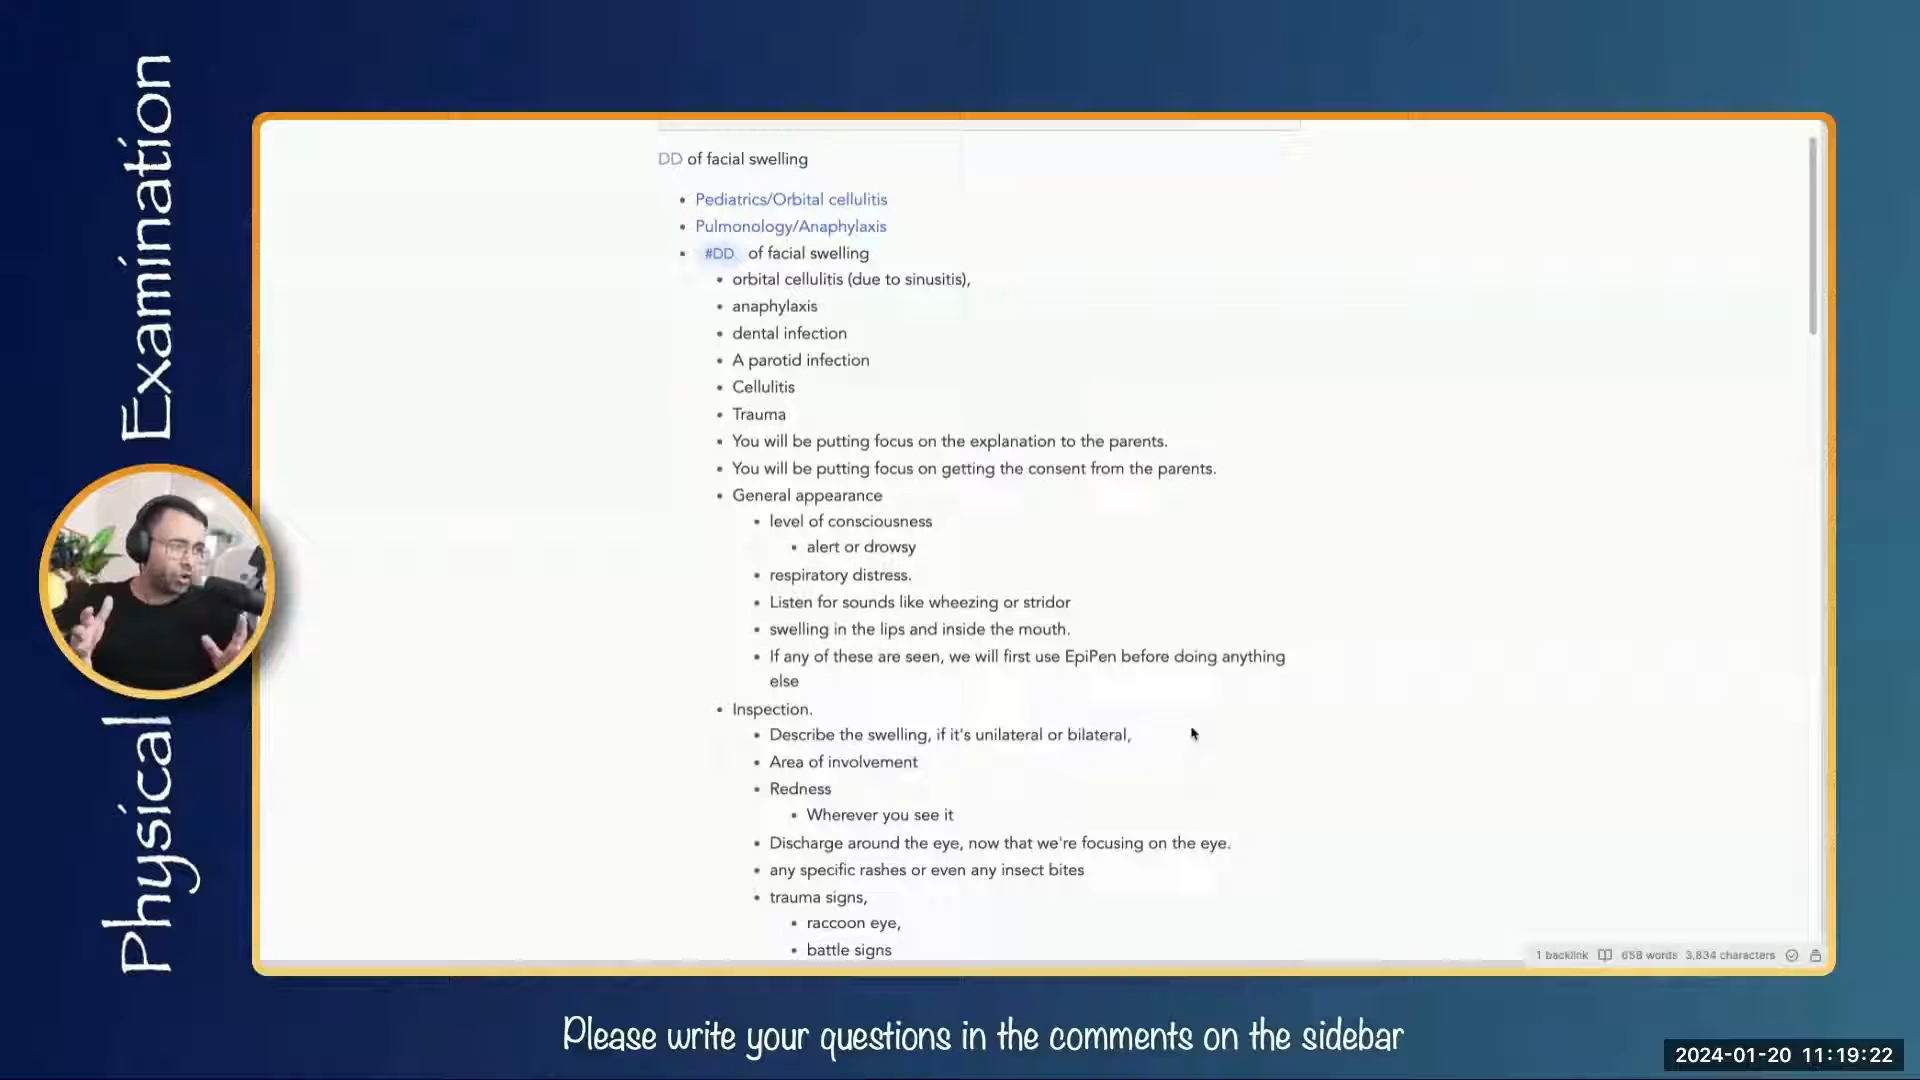 Physical Examination
DD of facial swelling
Pediatrics/Orbital cellulitis
Pulmonology/Anaphylaxis
#DD of facial swelling
orbital cellulitis (due to sinusitis),
anaphylaxis
dental infection
A parotid infection
Cellulitis
Trauma
You will be putting focus on the explanation to the parents.
You will be putting focus on getting the consent from the parents.
General appearance
level of consciousness
alert or drowsy
respiratory distress.
Listen for sounds like wheezing or stridor
swelling in the lips and inside the mouth.
If any of these are seen, we will first use EpiPen before doing anything
else
Inspection.
Describe the swelling, if it's unilateral or bilateral,
Area of involvement
Redness
Wherever you see it
Discharge around the eye, now that we're focusing on the eye.
any specific rashes or even any insect bites
trauma signs,
raccoon eye,
battle signs
1 backlink 658 words 3,834 characters
Please write your questions in the comments on the sidebar
2024-01-20 11:19:22